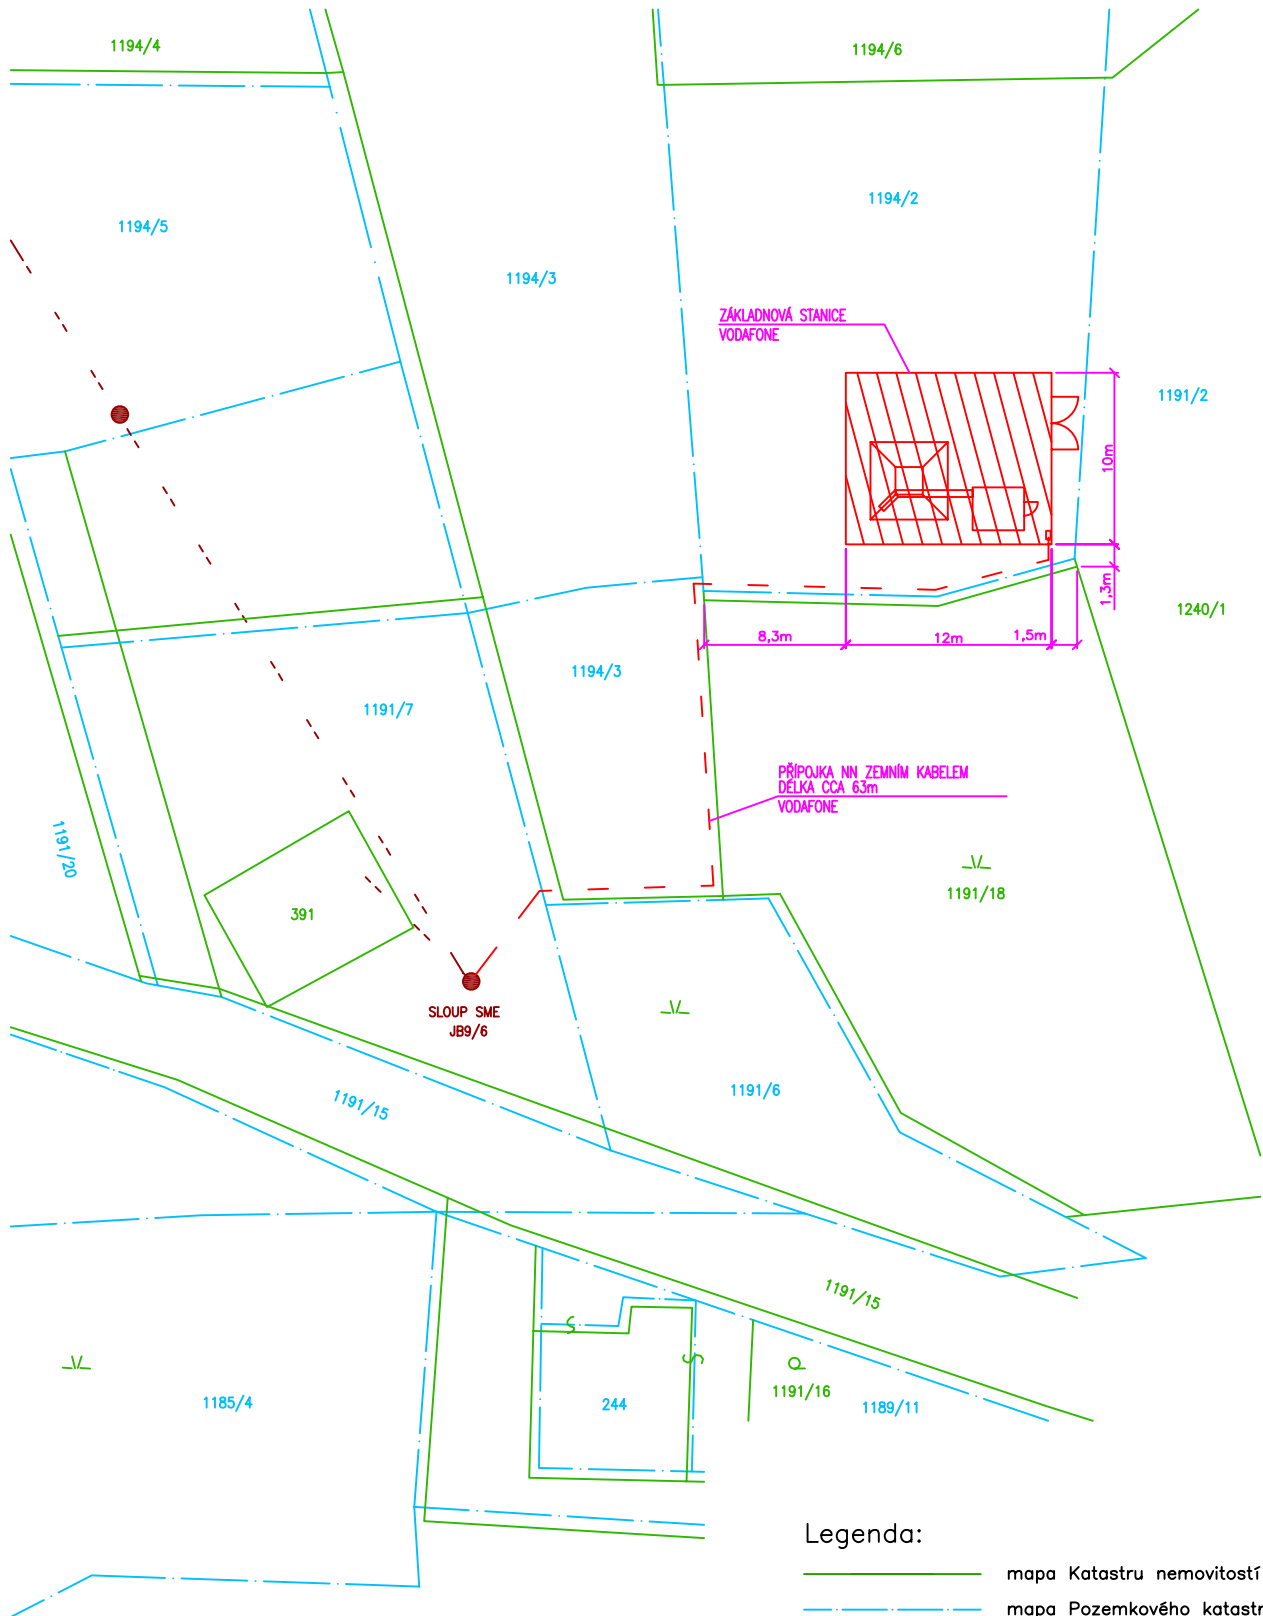 1194/4
1194/6
1194/2
1194/5
1194/3
ZÁKLADNOVÁ STANICE
VODAFONE
1191/2
10m
1,3m
1240/1
8,3m
12m
1,5m
1194/3
1191/7
PŘÍPOJKA NN ZEMNÍM KABELEM
DÉLKA CCA 63m
VODAFONE
1191/20
1191/18
391
SLOUP SME
JB9/6
1191/6
1191/15
1191/15
1191/16
1185/4
244
1189/11
Legenda:
mapa Katastru nemovitostí
mapa Pozemkového katastr